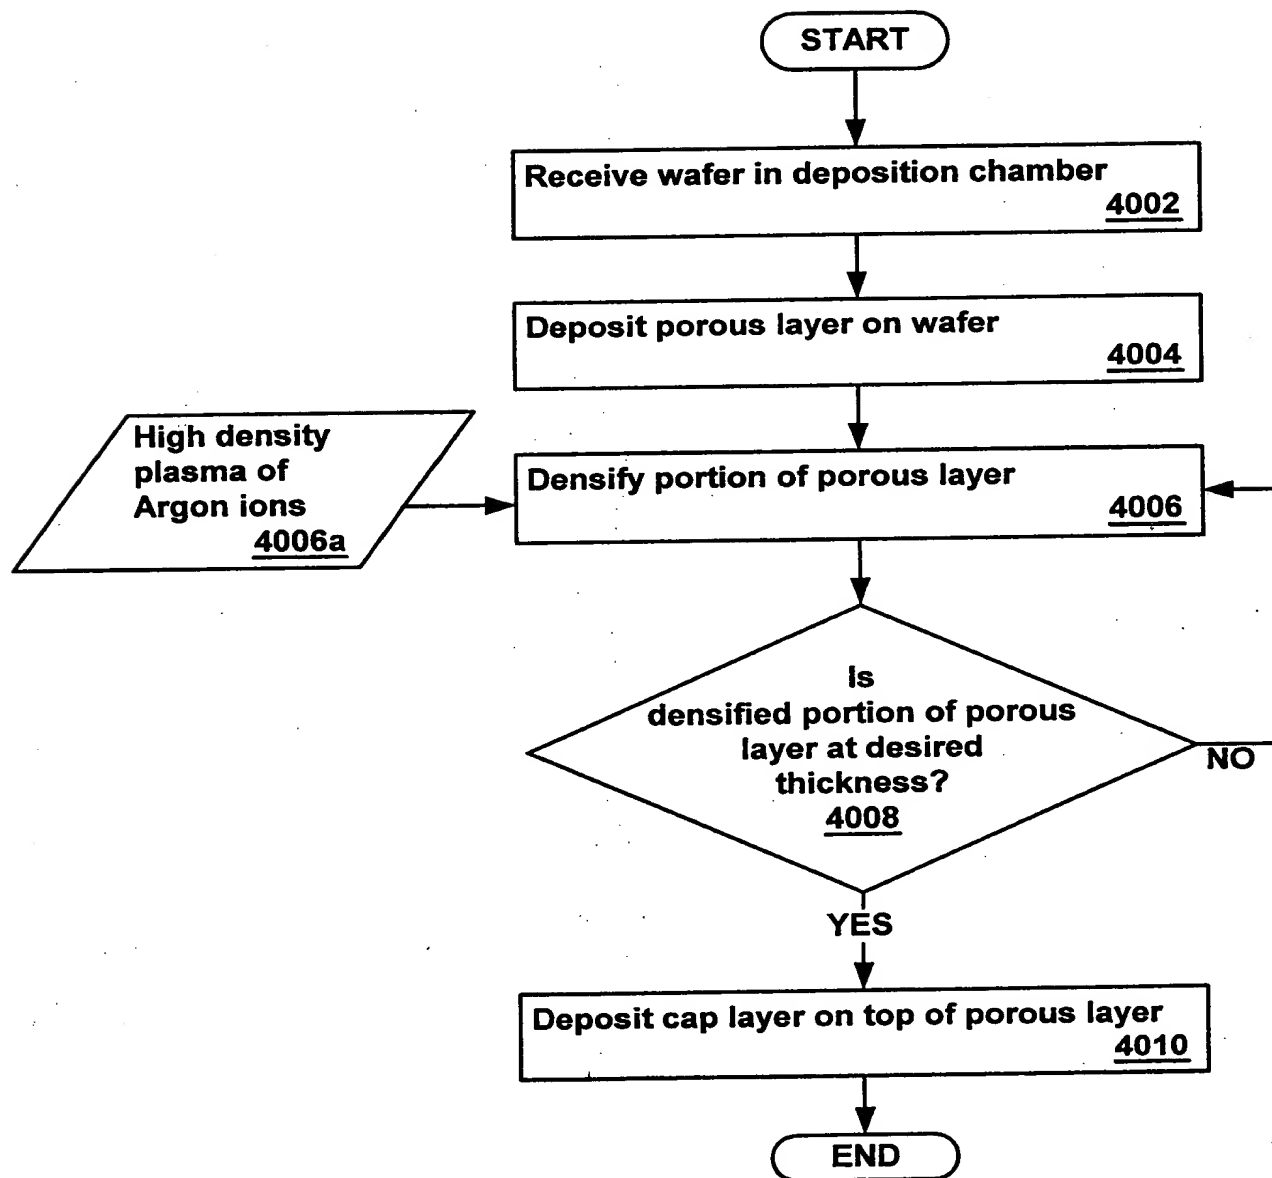 START
Receive wafer in deposition chamber
4002
Deposit porous layer on wafer
4004
High density
plasma of
Argon ions
4006a
Densify portion of porous layer
4006
Is
densified portion of porous
layer at desired
thickness?
4008
NO
YES
Deposit cap layer on top of porous layer
4010
END